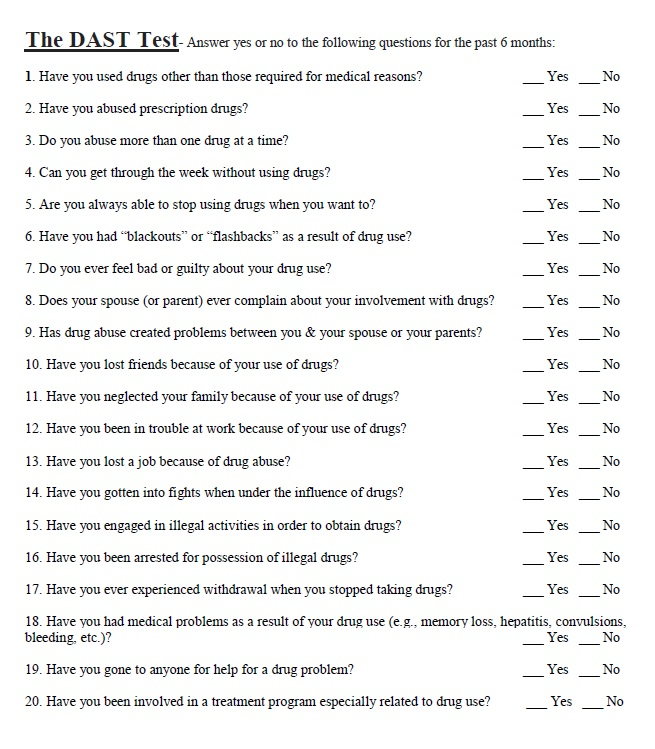 The DAST Test- Answer yes or no to the following questions for the past 6 months:
1. Have you used drugs other than those required for medical reasons? ___ Yes ___ No
2. Have you abused prescription drugs? ___ Yes ___ No
3. Do you abuse more than one drug at a time? ___ Yes ___ No
4. Can you get through the week without using drugs? ___ Yes ___ No
5. Are you always able to stop using drugs when you want to? ___ Yes ___ No
6. Have you had “blackouts” or “flashbacks” as a result of drug use? ___ Yes ___ No
7. Do you ever feel bad or guilty about your drug use? ___ Yes ___ No
8. Does your spouse (or parent) ever complain about your involvement with drugs? ___ Yes ___ No
9. Has drug abuse created problems between you & your spouse or your parents? ___ Yes ___ No
10. Have you lost friends because of your use of drugs? ___ Yes ___ No
11. Have you neglected your family because of your use of drugs? ___ Yes ___ No
12. Have you been in trouble at work because of your use of drugs? ___ Yes ___ No
13. Have you lost a job because of drug abuse? ___ Yes ___ No
14. Have you gotten into fights when under the influence of drugs? ___ Yes ___ No
15. Have you engaged in illegal activities in order to obtain drugs? ___ Yes ___ No
16. Have you been arrested for possession of illegal drugs? ___ Yes ___ No
17. Have you ever experienced withdrawal when you stopped taking drugs? ___ Yes ___ No
18. Have you had medical problems as a result of your drug use (e.g., memory loss, hepatitis, convulsions,
bleeding, etc.)? ___ Yes ___ No
19. Have you gone to anyone for help for a drug problem? ___ Yes ___ No
20. Have you been involved in a treatment program especially related to drug use? ___ Yes ___ No